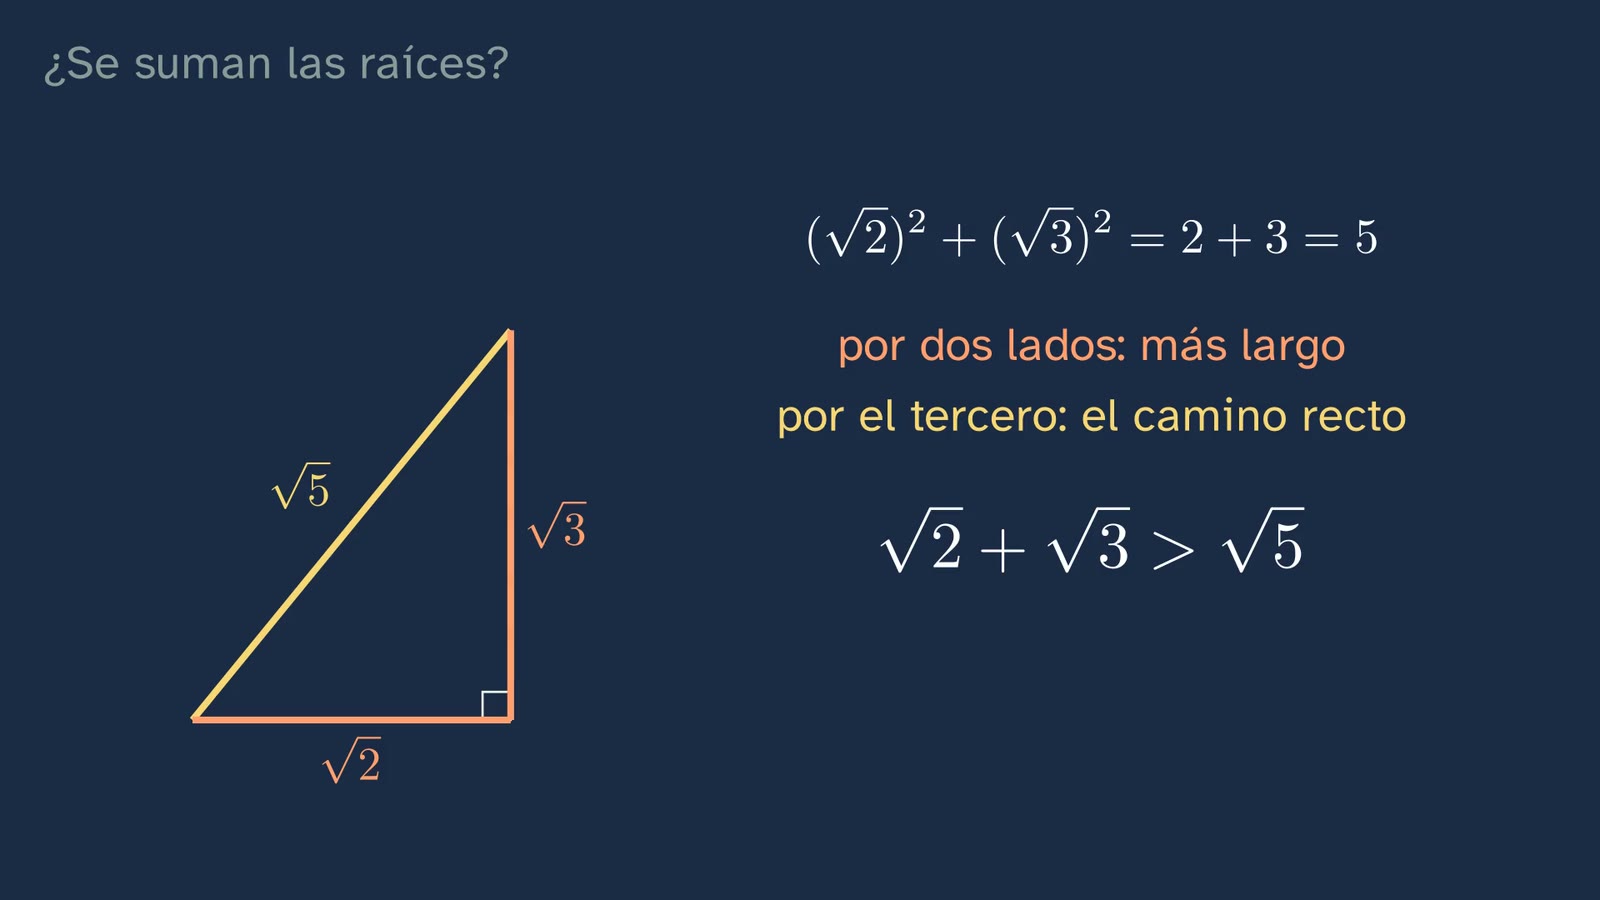 ¿Se suman las raíces?
(√2)² + (√3)² = 2 + 3 = 5
por dos lados: más largo
por el tercero: el camino recto
√5
√3
√2 + √3 > √5
√2